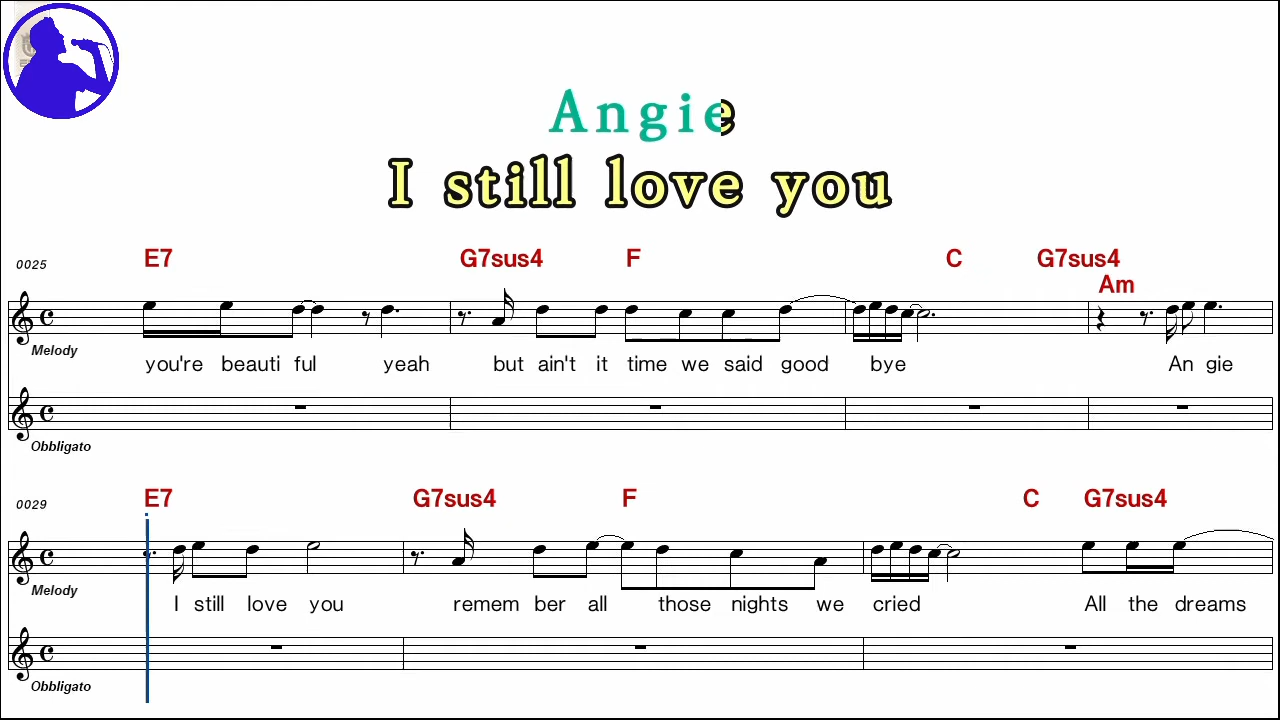 Angie
I still love you
0025 E7 G7sus4 F C G7sus4
Am
Melody
you're beauti ful yeah but ain't it time we said good bye An gie
Obbligato
0029 E7 G7sus4 F C G7sus4
Melody
I still love you remem ber all those nights we cried All the dreams
Obbligato